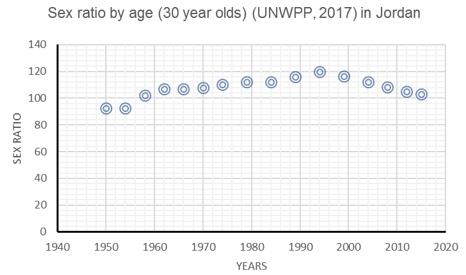 Sex ratio by age (30 year olds) (UNWPP, 2017) in Jordan
140
120
100
80
60
40
20
0
SEX RATIO
1940 1950 1960 1970 1980 1990 2000 2010 2020
YEARS